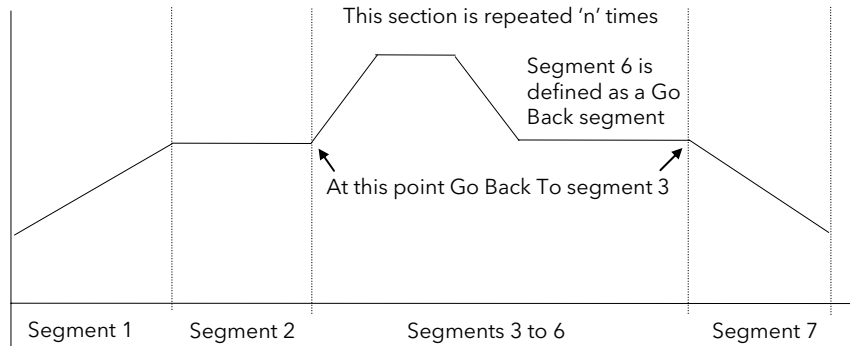 This section is repeated ‘n’ times
Segment 6 is
defined as a Go
Back segment
At this point Go Back To segment 3
Segment 1
Segment 2
Segments 3 to 6
Segment 7